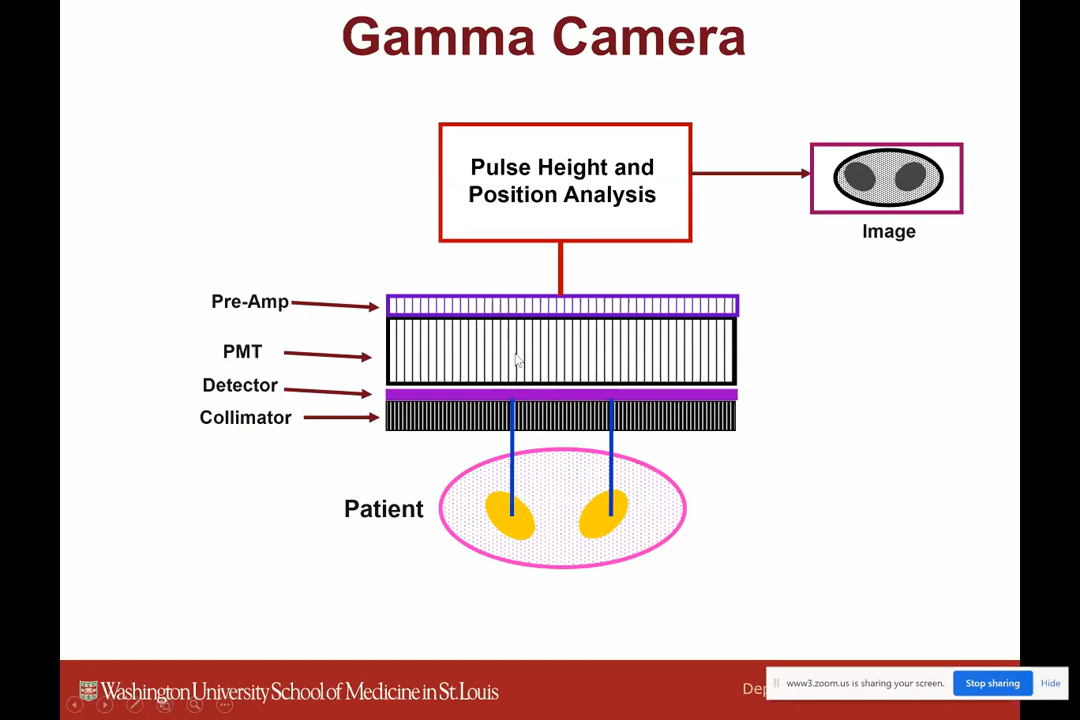 Gamma Camera
Pulse Height and
Position Analysis
Image
Pre-Amp
PMT
Detector
Collimator
Patient
Washington University School of Medicine in St. Louis
www3.zoom.us is sharing your screen.
Stop sharing
Hide